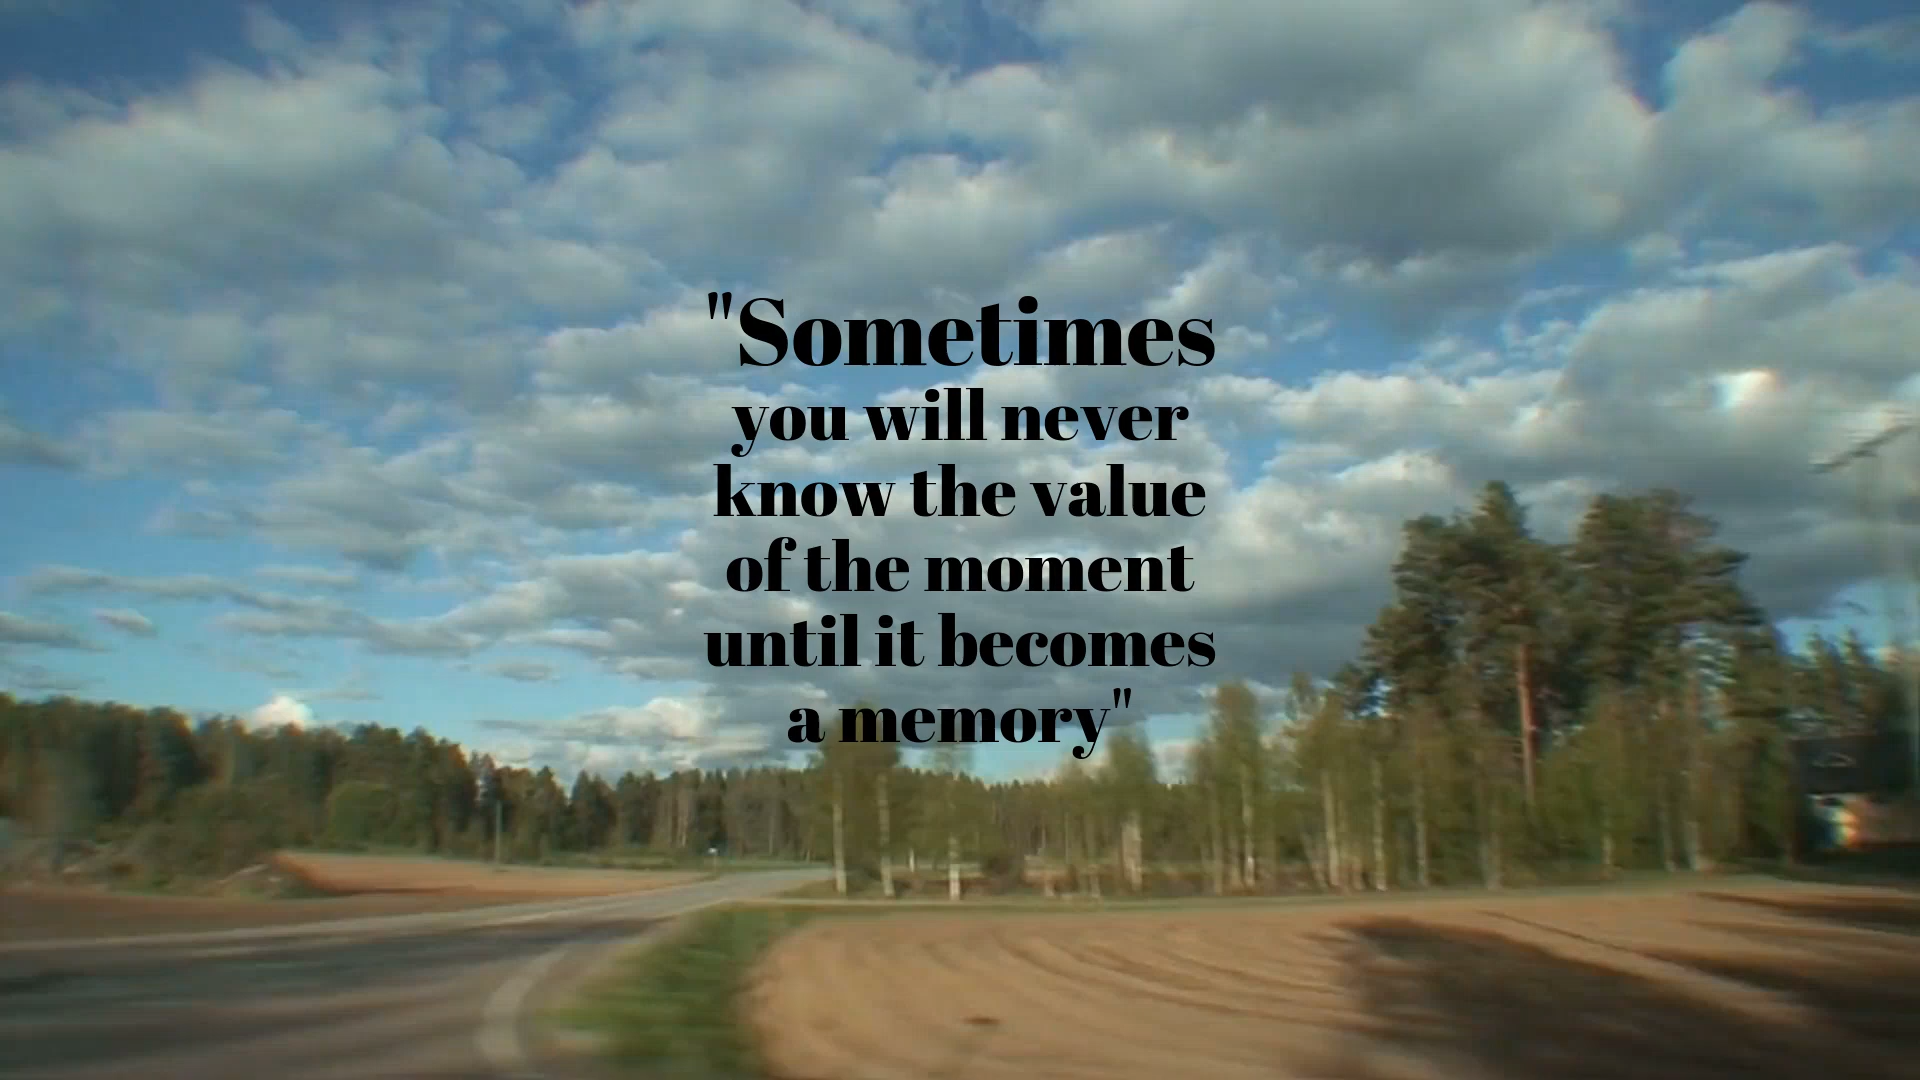 "Sometimes
you will never
know the value
of the moment
until it becomes
a memory"